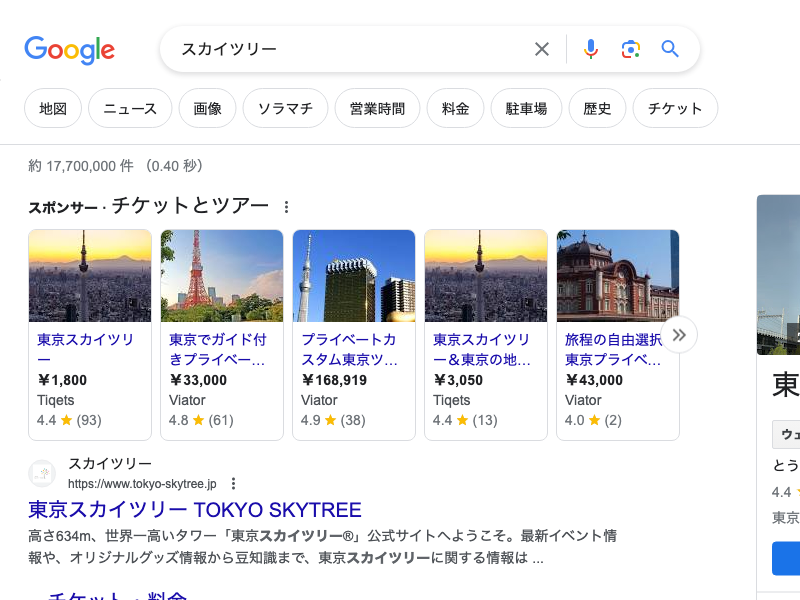 Google
スカイツリー
地図
ニュース
画像
ソラマチ
営業時間
料金
駐車場
歴史
チケット
約 17,700,000 件 (0.40 秒)
スポンサー · チケットとツアー
東京スカイツリ
ー
¥1,800
Tiqets
4.4 ★ (93)
東京でガイド付
きプライベー...
¥33,000
Viator
4.8 ★ (61)
プライベートカ
スタム東京ツ...
¥168,919
Viator
4.9 ★ (38)
東京スカイツリ
ー＆東京の地...
¥3,050
Tiqets
4.4 ★ (13)
旅程の自由選択
東京プライベ...
¥43,000
Viator
4.0 ★ (2)
スカイツリー
https://www.tokyo-skytree.jp
東京スカイツリー TOKYO SKYTREE
高さ634m、世界一高いタワー「東京スカイツリー®」公式サイトへようこそ。最新イベント情
報や、オリジナルグッズ情報から豆知識まで、東京スカイツリーに関する情報は ...
チケット・料金
東
ウェ
とう
4.4
東京